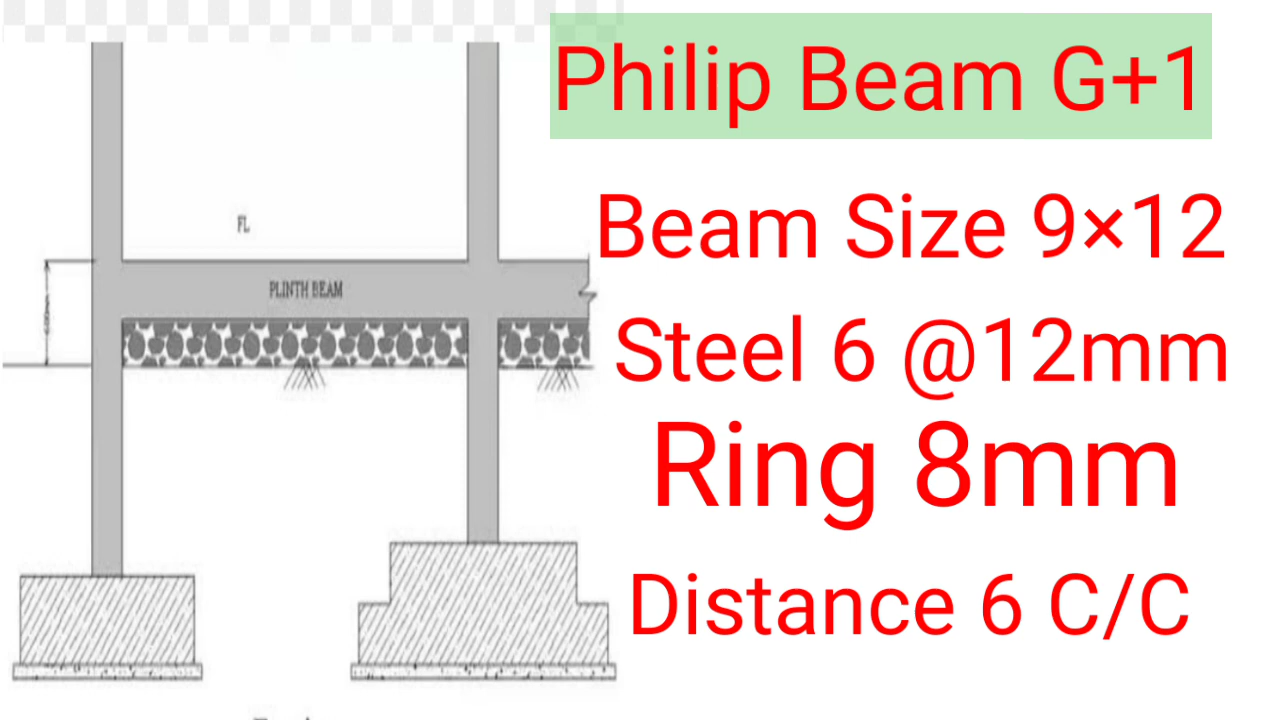 Philip Beam G+1
FL
Beam Size 9×12
PLINTH BEAM
Steel 6 @12mm
Ring 8mm
Distance 6 C/C